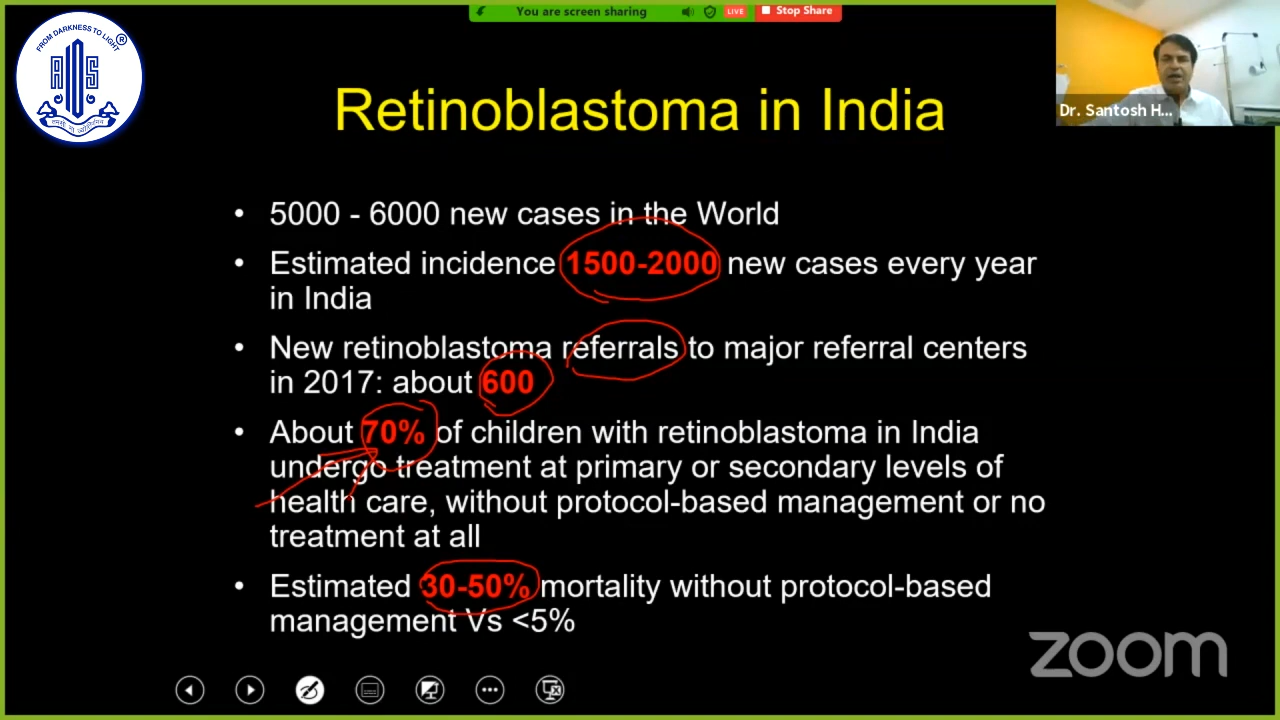 You are screen sharing LIVE Stop Share
FROM DARKNESS TO LIGHT
®
AIOS
Dr. Santosh H...
Retinoblastoma in India
• 5000 - 6000 new cases in the World
• Estimated incidence 1500-2000 new cases every year
in India
• New retinoblastoma referrals to major referral centers
in 2017: about 600
• About 70% of children with retinoblastoma in India
undergo treatment at primary or secondary levels of
health care, without protocol-based management or no
treatment at all
• Estimated 30-50% mortality without protocol-based
management Vs <5%
zoom